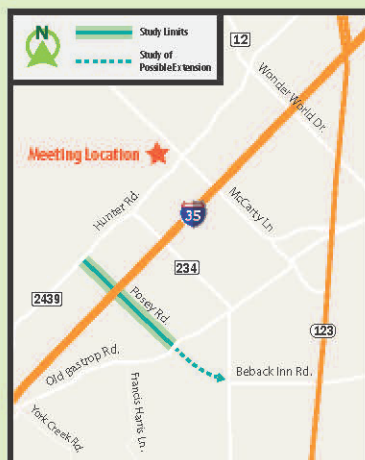 N
Study Limits
Study of
Possible Extension
12
Wonder World Dr.
Meeting Location
McCarty Ln
Hunter Rd.
35
234
2439
Posey Rd.
123
Old Bastrop Rd.
Beback Inn Rd.
Francis Harris Ln.
York Creek Rd.